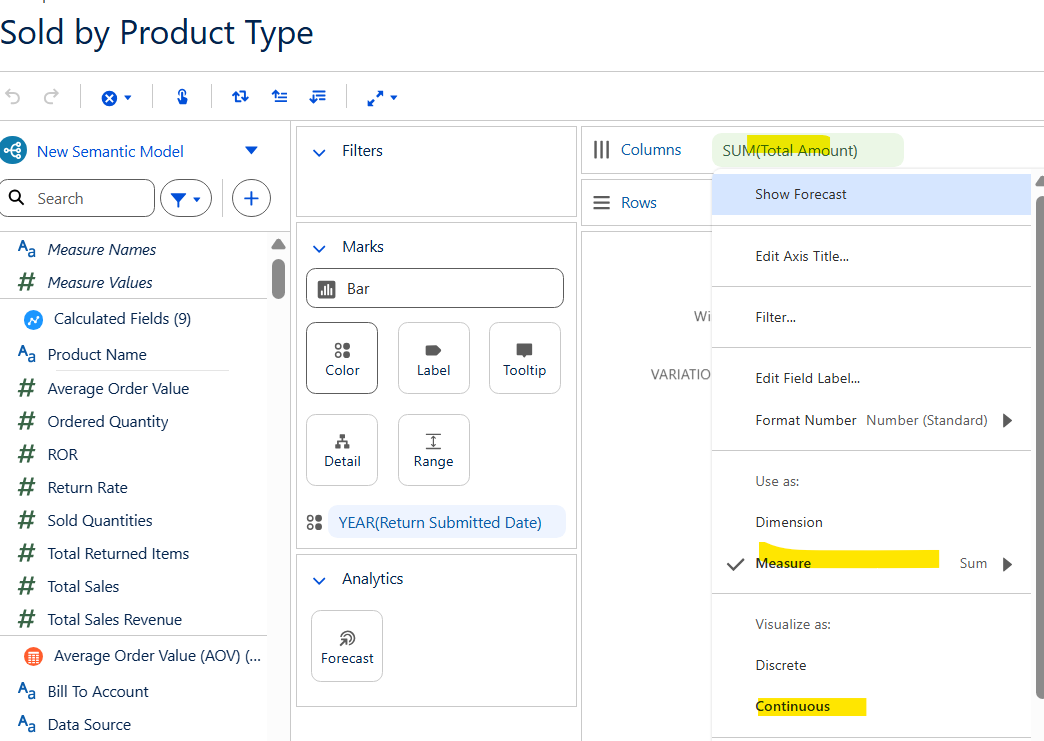 Sold by Product Type
New Semantic Model
Search
Aa Measure Names
# Measure Values
Calculated Fields (9)
Aa Product Name
# Average Order Value
# Ordered Quantity
# ROR
# Return Rate
# Sold Quantities
# Total Returned Items
# Total Sales
# Total Sales Revenue
Average Order Value (AOV) (...
Aa Bill To Account
Aa Data Source
Filters
Marks
Bar
Color Label Tooltip
Detail Range
YEAR(Return Submitted Date)
Analytics
Forecast
Columns SUM(Total Amount)
Rows
Wi
VARIATIO
Show Forecast
Edit Axis Title...
Filter...
Edit Field Label...
Format Number Number (Standard)
Use as:
Dimension
Measure Sum
Visualize as:
Discrete
Continuous